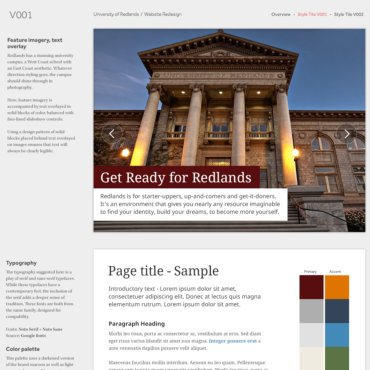 V001
University of Redlands / Website Redesign
Overview • Style Tile V001 • Style Tile V002
Feature imagery, text
overlay
Redlands has a stunning university
campus, a West Coast school with
an East Coast aesthetic. Whatever
direction styling goes, the campus
should shine through in
photography.
Here, feature imagery is
accompanied by text overlayed in
solid blocks of color balanced with
fine-lined slideshow controls.
Using a design pattern of solid
blocks placed behind text overlayed
on images ensures that text will
always be clearly legible.
Get Ready for Redlands
Redlands is for starter-uppers, up-and-comers and get-it-doners.
It's an environment that gives you nearly any resource imaginable
to find your identity, build your dreams, to become more yourself.
Typography
The typography suggested here is a
play of serif and sans-serif typefaces.
While these typefaces have a
contemporary feel, the inclusion of
the serif adds a deeper sense of
tradition. These fonts are both from
the same family, designed for
compatability.
Fonts: Noto Serif + Noto Sans
Source: Google fonts
Color palette
This palette uses a darkened version
of the brand maroon as well as light
Page title - Sample
Introductory text - Lorem ipsum dolor sit amet,
consectetuer adipiscing elit. Donec at lectus quis magna
elementum rutrum. Lorem ipsum dolor sit amet.
Paragraph Heading
Morbi leo risus, porta ac consectetur ac, vestibulum at eros. Sed diam
eget risus varius blandit sit amet non magna. Integer posuere erat a
ante venenatis dapibus posuere velit aliquet.
Maecenas faucibus mollis interdum. Aenean eu leo quam. Pellentesque
Primary
Accent